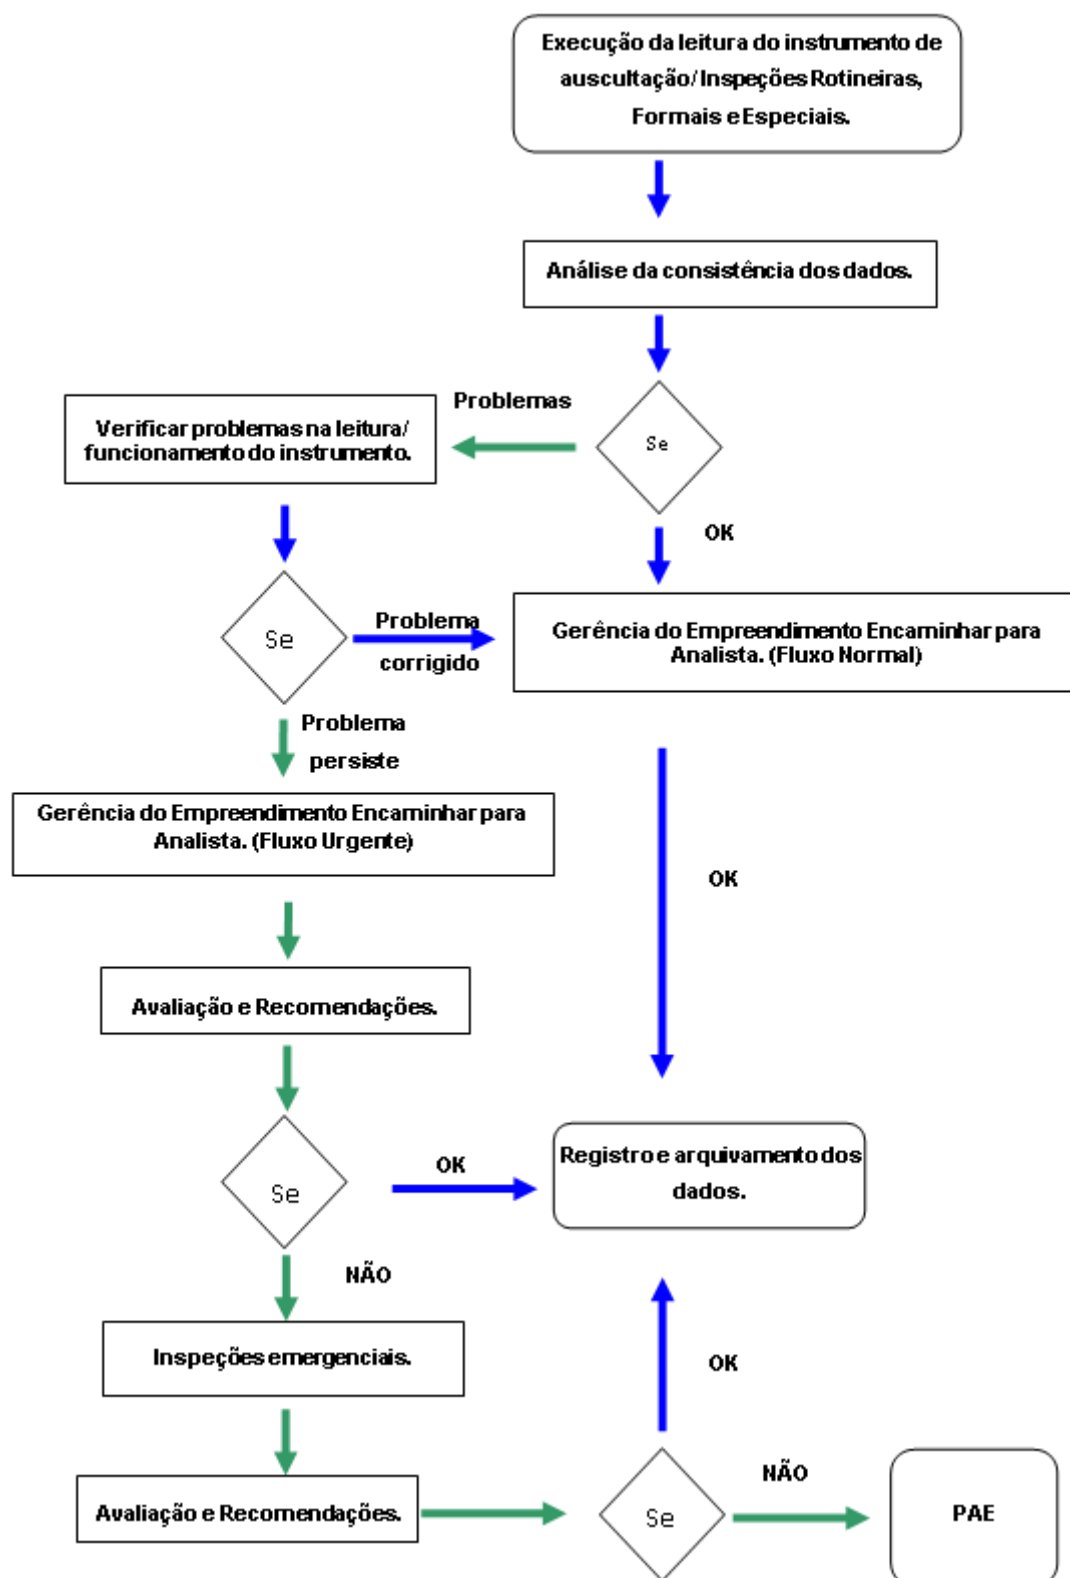 Execução da leitura do instrumento de
auscultação/ Inspeções Rotineiras,
Formais e Especiais.
Análise da consistência dos dados.
Problemas
Se
Verificar problemas na leitura/
funcionamento do instrumento.
OK
Se
Problema
corrigido
Gerência do Empreendimento Encaminhar para
Analista. (Fluxo Normal)
Problema
persiste
Gerência do Empreendimento Encaminhar para
Analista. (Fluxo Urgente)
OK
Avaliação e Recomendações.
Se
OK
Registro e arquivamento dos
dados.
NÃO
Inspeções emergenciais.
OK
Avaliação e Recomendações.
Se
NÃO
PAE